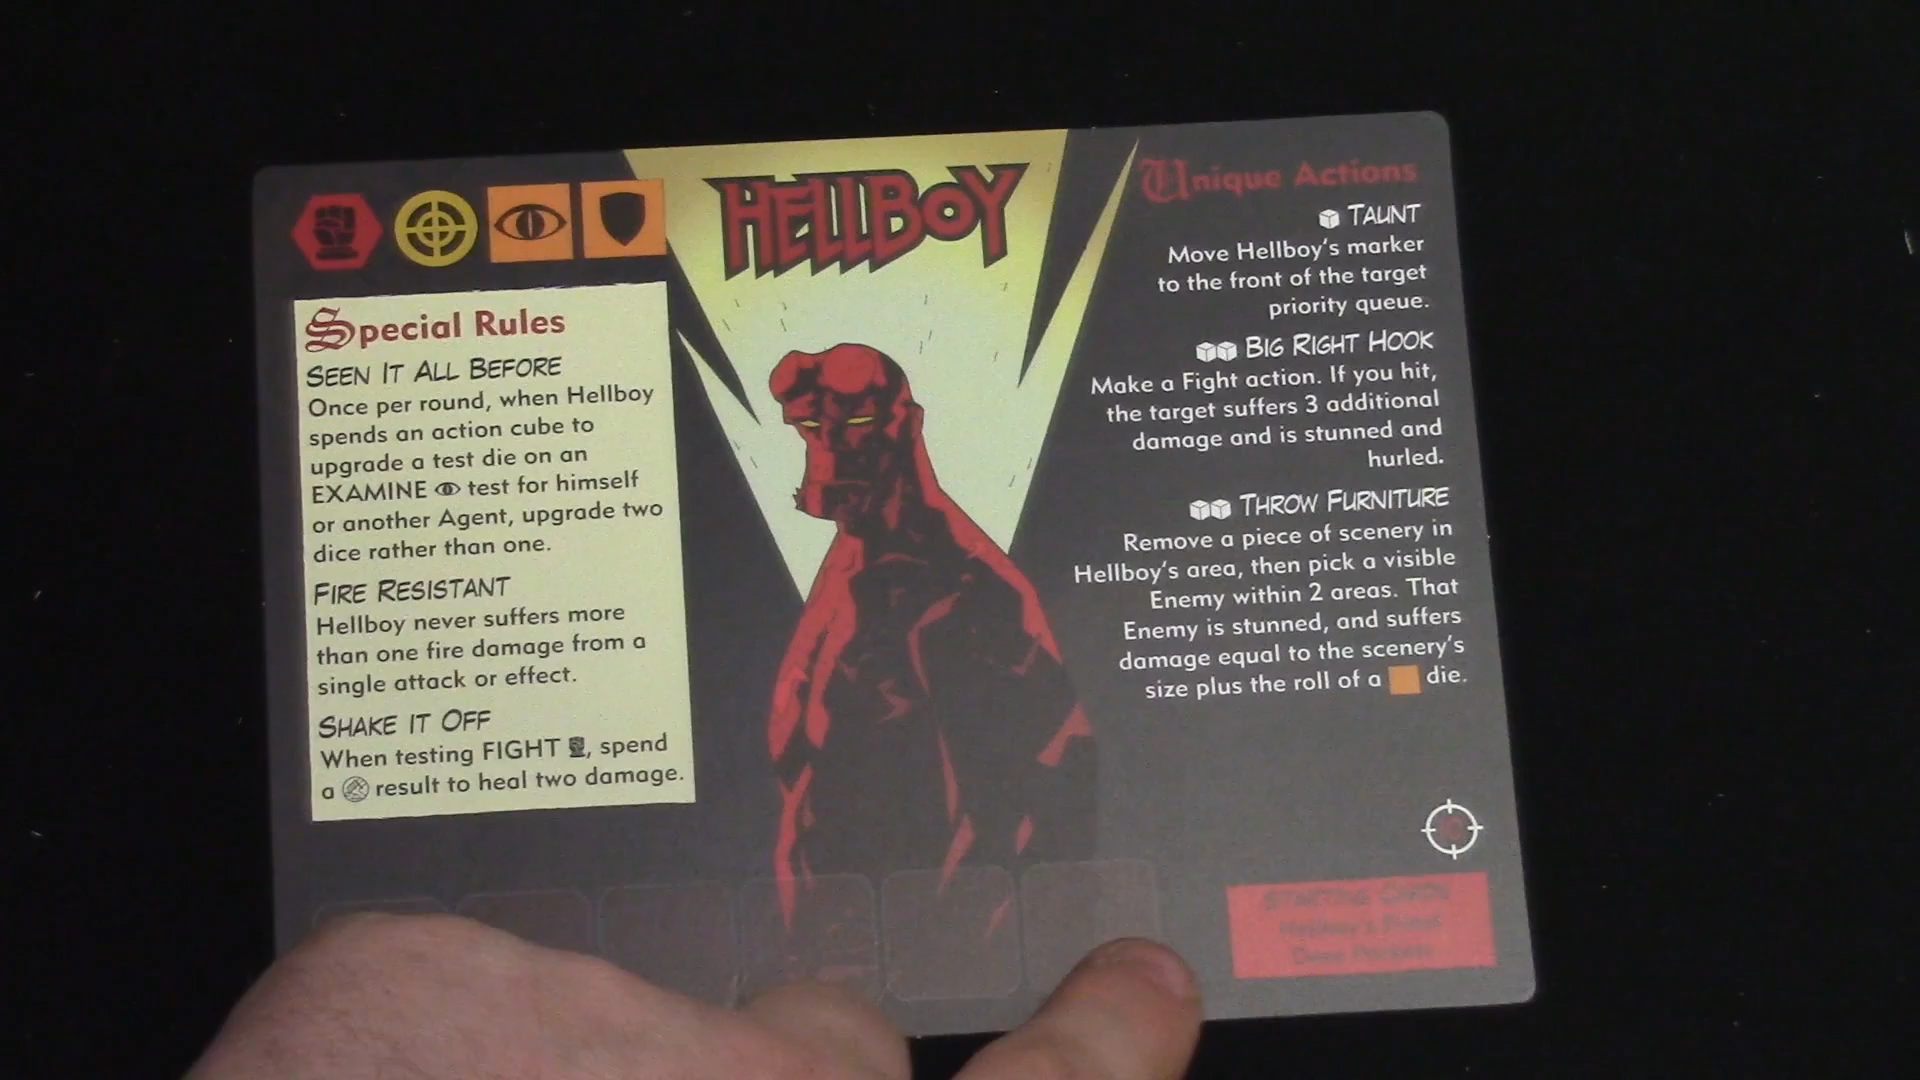 HELLBOY
Special Rules
SEEN IT ALL BEFORE
Once per round, when Hellboy
spends an action cube to
upgrade a test die on an
EXAMINE test for himself
or another Agent, upgrade two
dice rather than one.
FIRE RESISTANT
Hellboy never suffers more
than one fire damage from a
single attack or effect.
SHAKE IT OFF
When testing FIGHT , spend
a result to heal two damage.
Unique Actions
TAUNT
Move Hellboy's marker
to the front of the target
priority queue.
BIG RIGHT HOOK
Make a Fight action. If you hit,
the target suffers 3 additional
damage and is stunned and
hurled.
THROW FURNITURE
Remove a piece of scenery in
Hellboy's area, then pick a visible
Enemy within 2 areas. That
Enemy is stunned, and suffers
damage equal to the scenery's
size plus the roll of a die.
STARTING CARDS